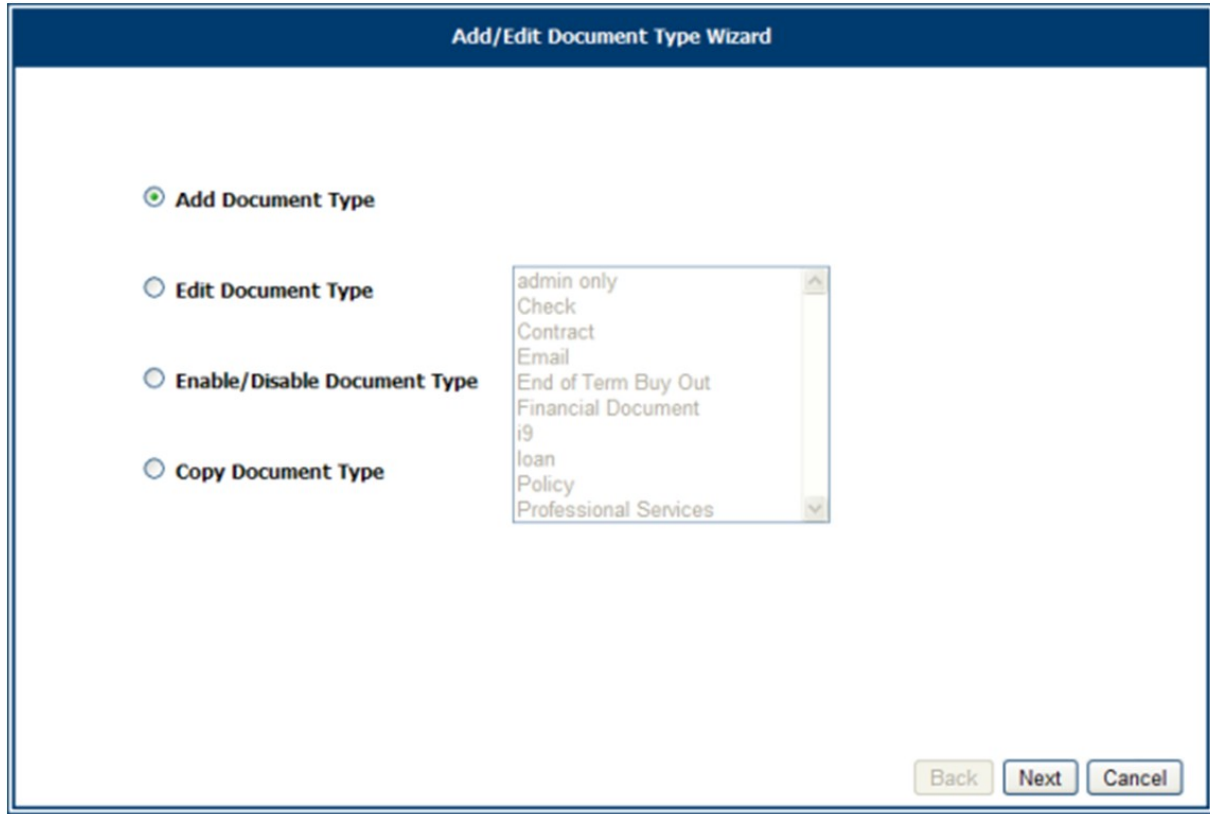 Add/Edit Document Type Wizard
Add Document Type
Edit Document Type
Enable/Disable Document Type
Copy Document Type
admin only
Check
Contract
Email
End of Term Buy Out
Financial Document
i9
loan
Policy
Professional Services
Back Next Cancel